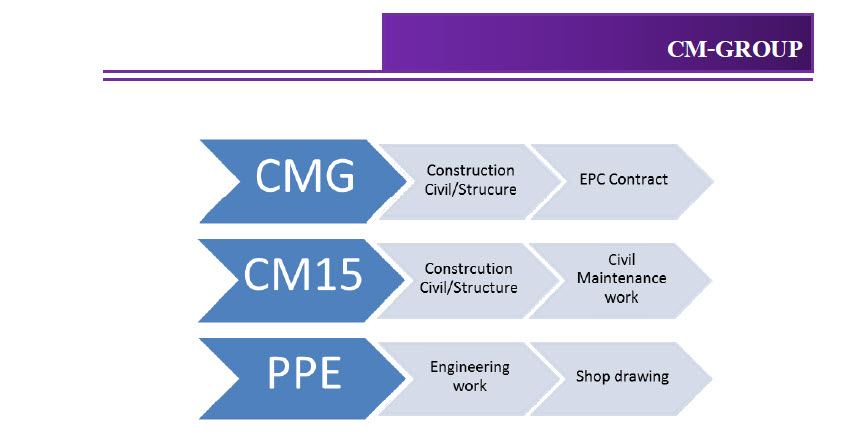 CM-GROUP
CMG
Construction
Civil/Strucure
EPC Contract
CM15
Constrcution
Civil/Structure
Civil
Maintenance
work
PPE
Engineering
work
Shop drawing